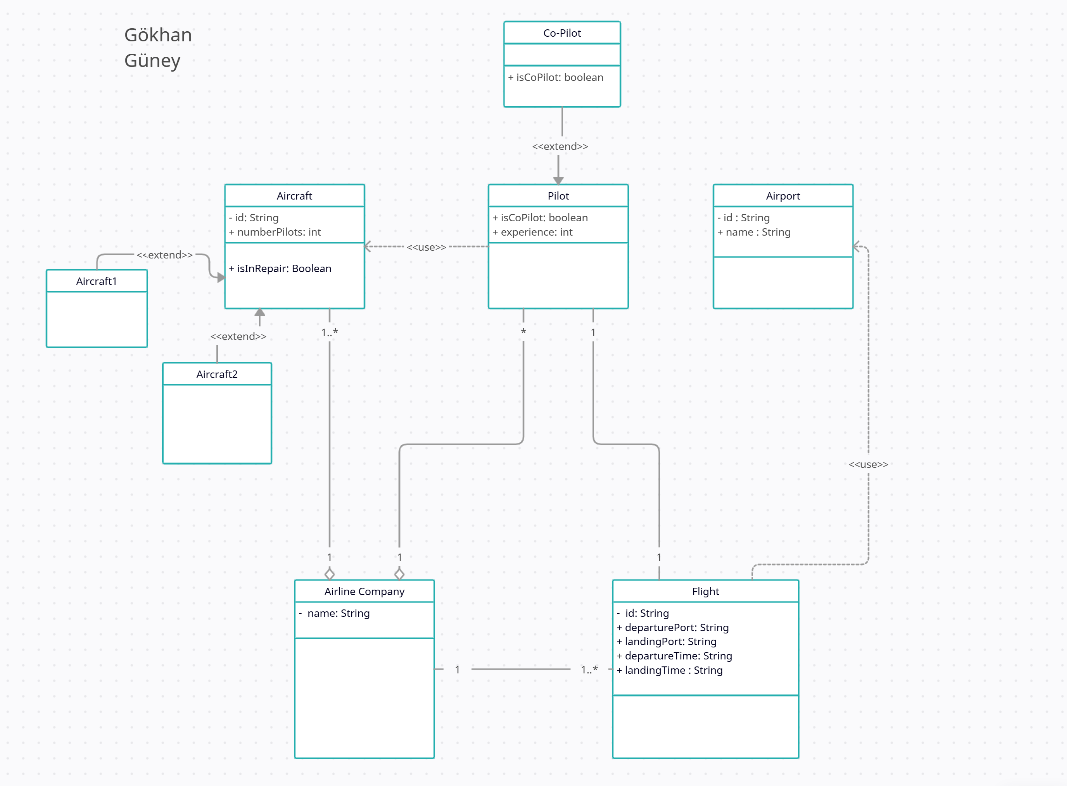 Gökhan
Güney
Co-Pilot
+ isCoPilot: boolean
<<extend>>
Aircraft
- id: String
+ numberPilots: int
+ isInRepair: Boolean
Pilot
+ isCoPilot: boolean
+ experience: int
Airport
- id : String
+ name : String
<<use>>
<<extend>>
Aircraft1
<<extend>>
Aircraft2
1..*
*
1
<<use>>
1
1
1
Airline Company
- name: String
Flight
- id: String
+ departurePort: String
+ landingPort: String
+ departureTime: String
+ landingTime : String
1
1..*